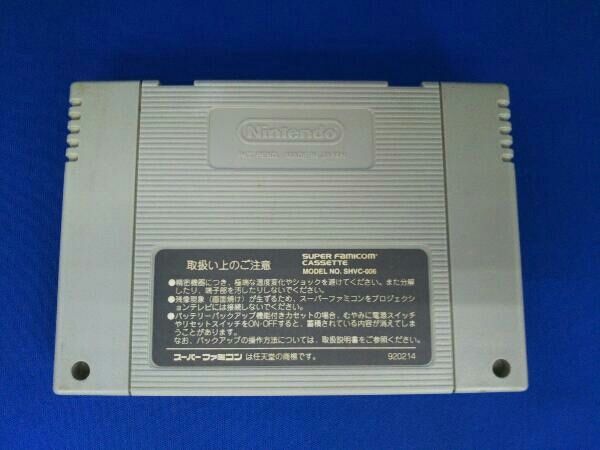 Nintendo
PAT. PEND. MADE IN JAPAN
取扱い上のご注意
SUPER FAMICOM
CASSETTE
MODEL NO. SHVC-006
●精密機器につき、極端な温度変化やショックを避けてください。また分解
したり、端子部を汚したりしないでください。
●残像現象（画面焼け）が生ずるため、スーパーファミコンをプロジェクシ
ョンテレビには接続しないでください。
●バッテリーバックアップ機能付きカセットの場合、むやみに電源スイッチ
やリセットスイッチをON・OFFすると、蓄積されている内容が消えてしま
うことがあります。
なお、バックアップの操作方法については、取扱説明書をご参照ください。
スーパーファミコン は任天堂の商標です。
920214